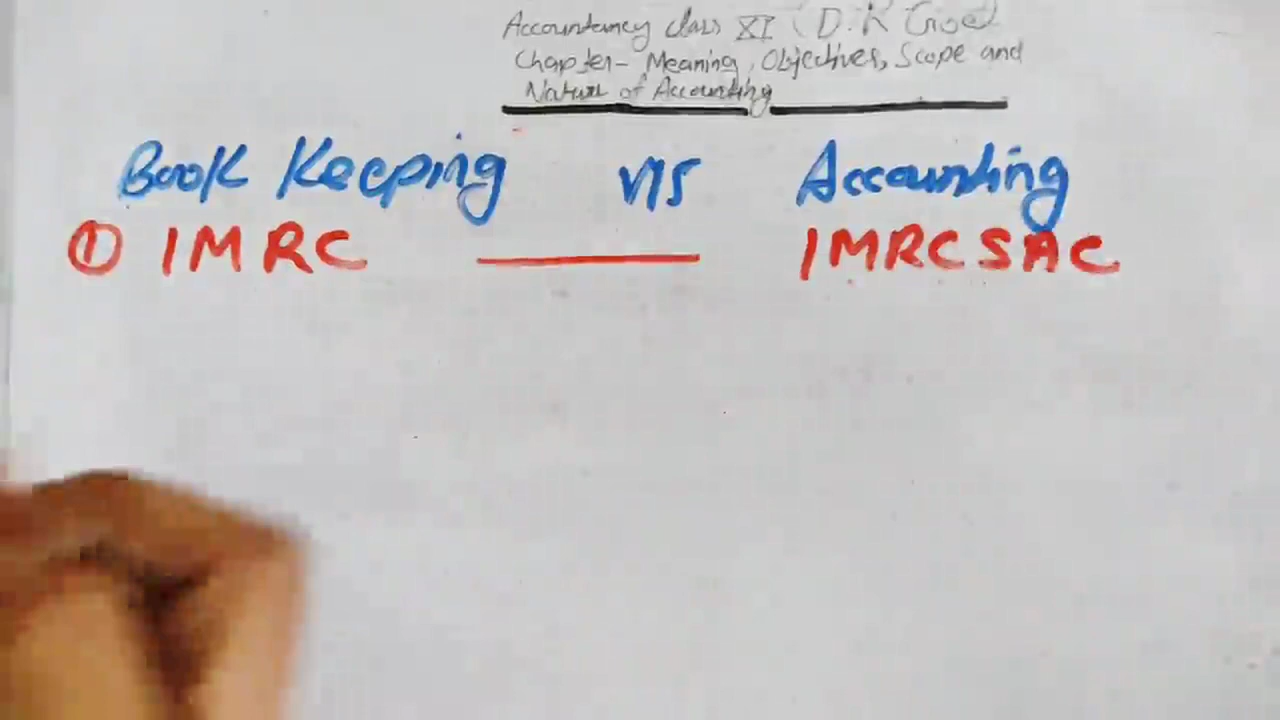 Accountancy class XI (D.K Goel)
Chapter- Meaning, Objectives, Scope and
Nature of Accounting
Book Keeping V/S Accounting
① IMRC — IMRCSAC